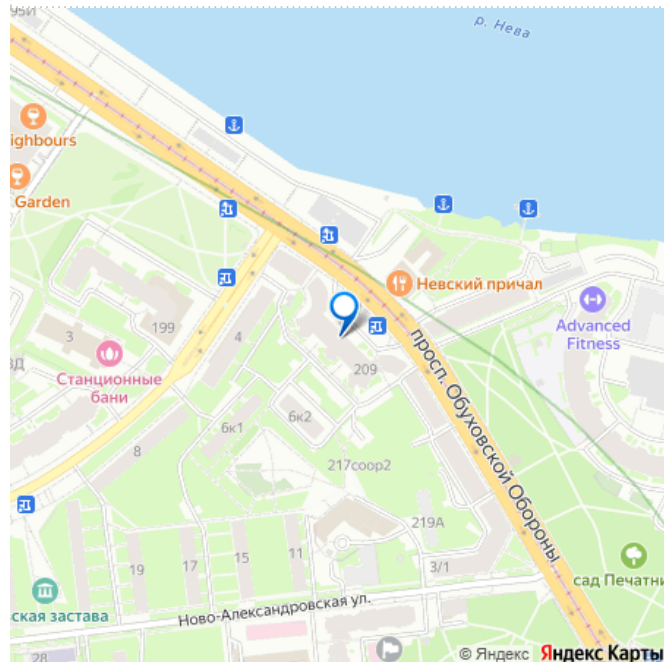 95И
р. Нева
ighbours
Garden
Невский причал
Advanced
Fitness
3
199
4
ЗД
Станционные
бани
209
просп. Обуховской Обороны
6к2
6к1
8
217соор2
219А
19
17
15
11
3/1
сад Печатни
Ново-Александровская ул.
ская застава
28
© Яндекс Яндекс Карты